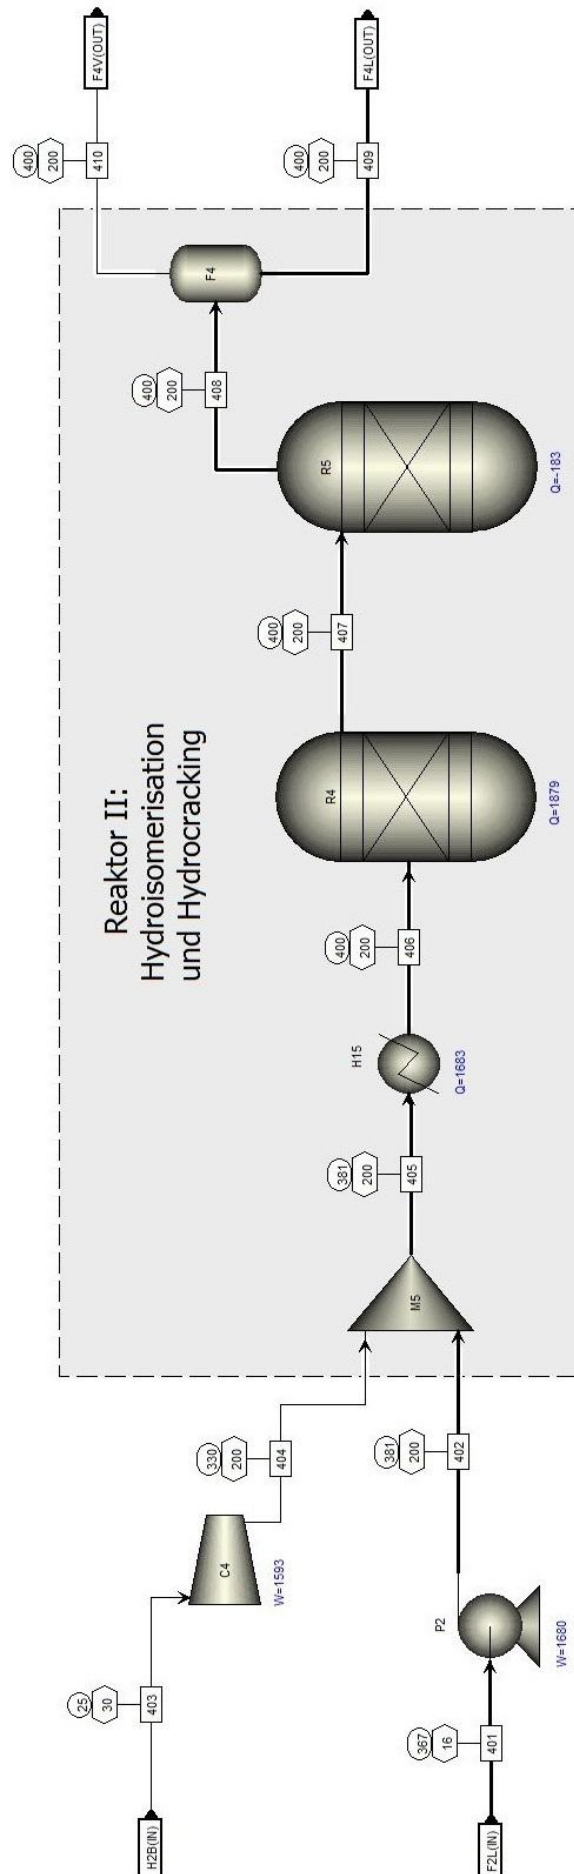 H2B(IN)
25
30
403
C4
W=1593
330
200
404
F2L(IN)
367
16
401
P2
W=1680
381
200
402
Reaktor II:
Hydroisomerisation
und Hydrocracking
M5
381
200
405
H15
Q=1683
400
200
406
R4
Q=1879
400
200
407
R5
Q=-183
400
200
408
F4
400
200
410
F4V(OUT)
400
200
409
F4L(OUT)